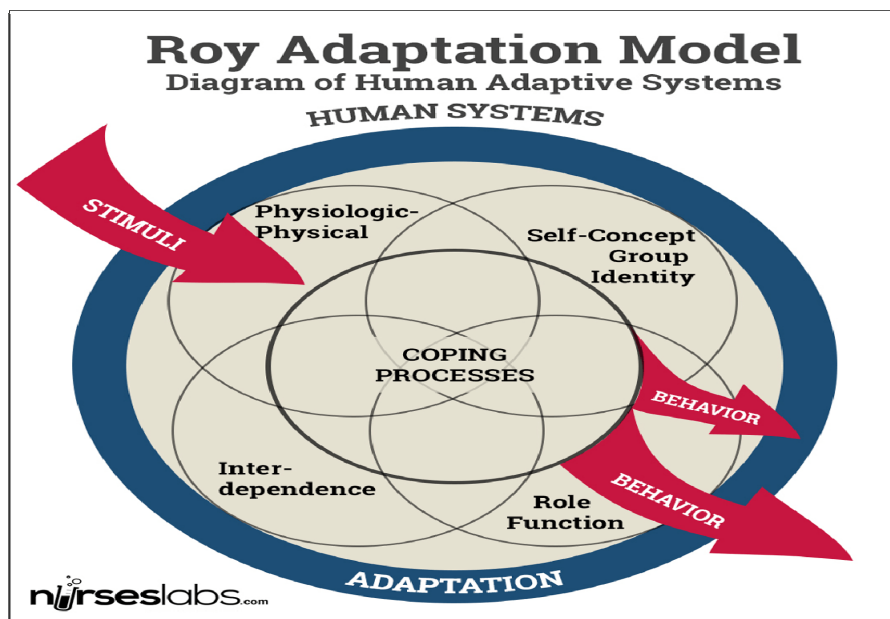 Roy Adaptation Model
Diagram of Human Adaptive Systems
HUMAN SYSTEMS
STIMULI
Physiologic-
Physical
Self-Concept
Group
Identity
COPING
PROCESSES
BEHAVIOR
Inter-
dependence
BEHAVIOR
Role
Function
ADAPTATION
nurseslabs.com